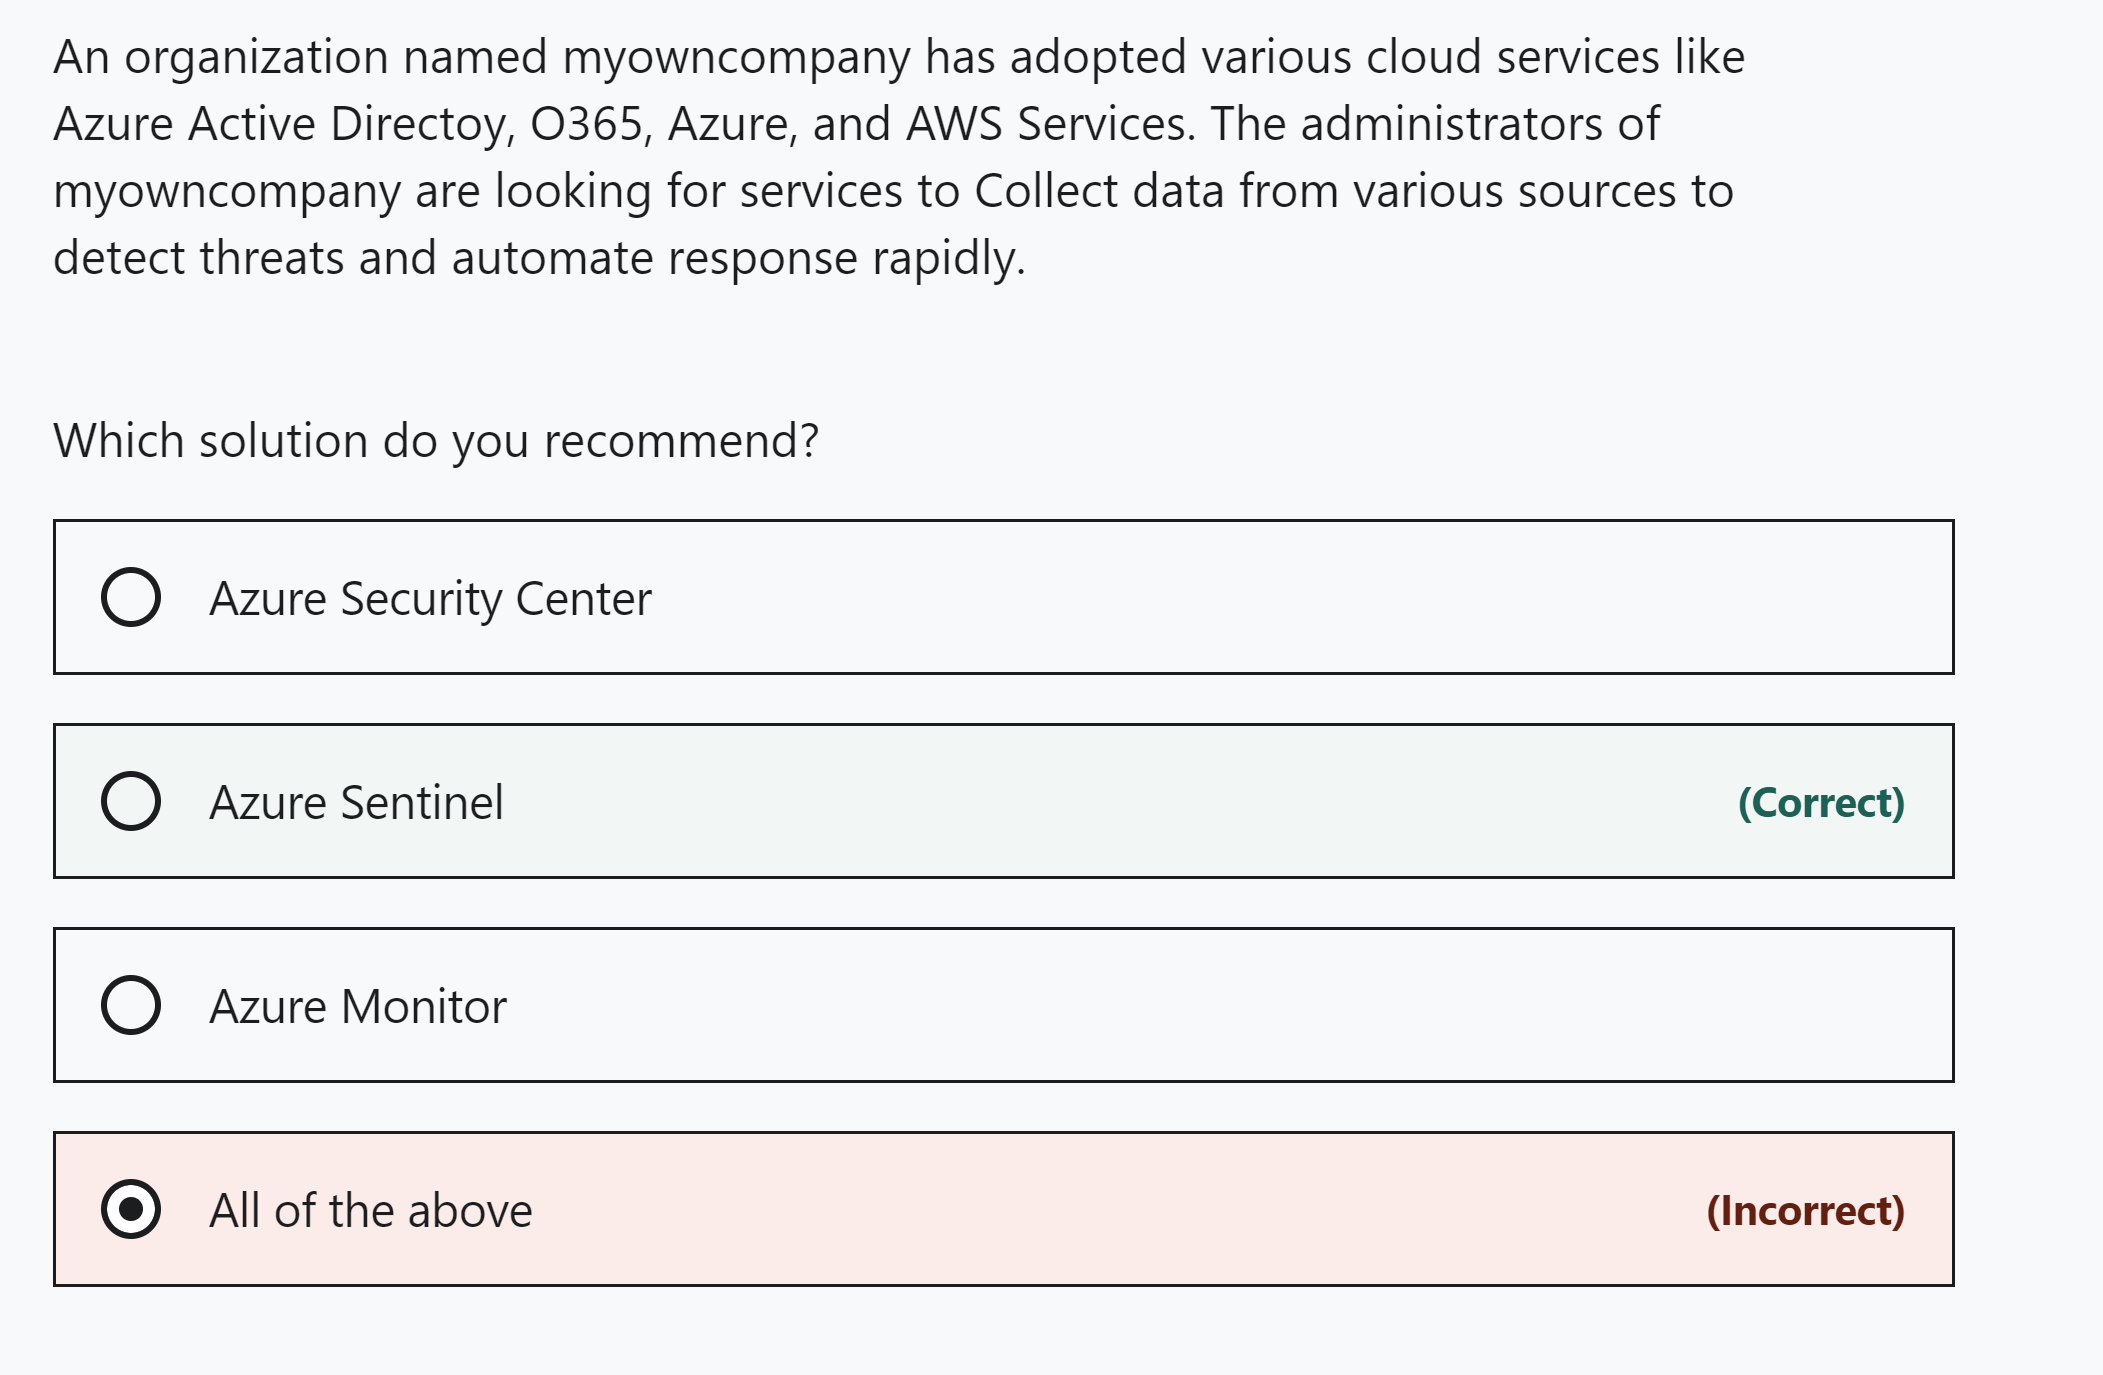 An organization named myowncompany has adopted various cloud services like
Azure Active Directoy, O365, Azure, and AWS Services. The administrators of
myowncompany are looking for services to Collect data from various sources to
detect threats and automate response rapidly.
Which solution do you recommend?
Azure Security Center
Azure Sentinel (Correct)
Azure Monitor
All of the above (Incorrect)